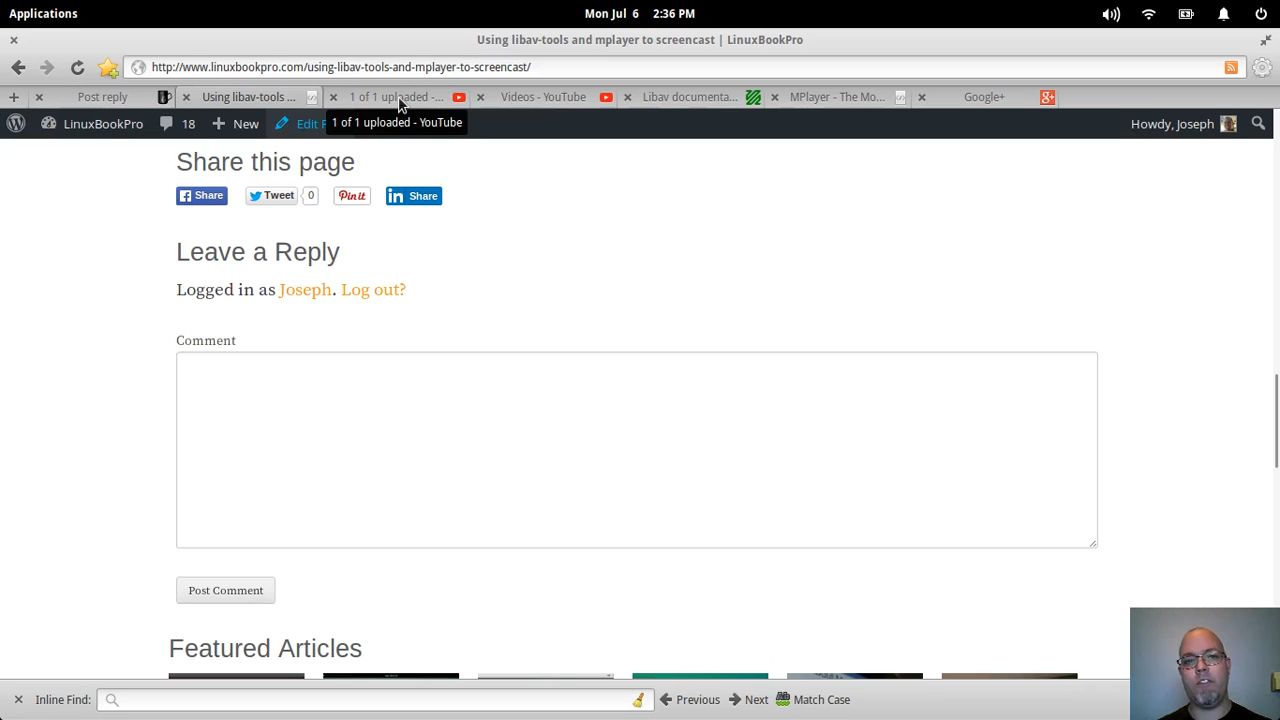 Applications
Mon Jul 6 2:36 PM
Using libav-tools and mplayer to screencast | LinuxBookPro
http://www.linuxbookpro.com/using-libav-tools-and-mplayer-to-screencast/
Post reply
Using libav-tools ...
1 of 1 uploaded -...
Videos - YouTube
Libav documenta...
MPlayer - The Mo...
Google+
g+
LinuxBookPro
18
New
Edit P
1 of 1 uploaded - YouTube
Howdy, Joseph
Share this page
Share
Tweet
0
Pin it
in Share
Leave a Reply
Logged in as Joseph. Log out?
Comment
Post Comment
Featured Articles
Inline Find:
Previous
Next
Match Case